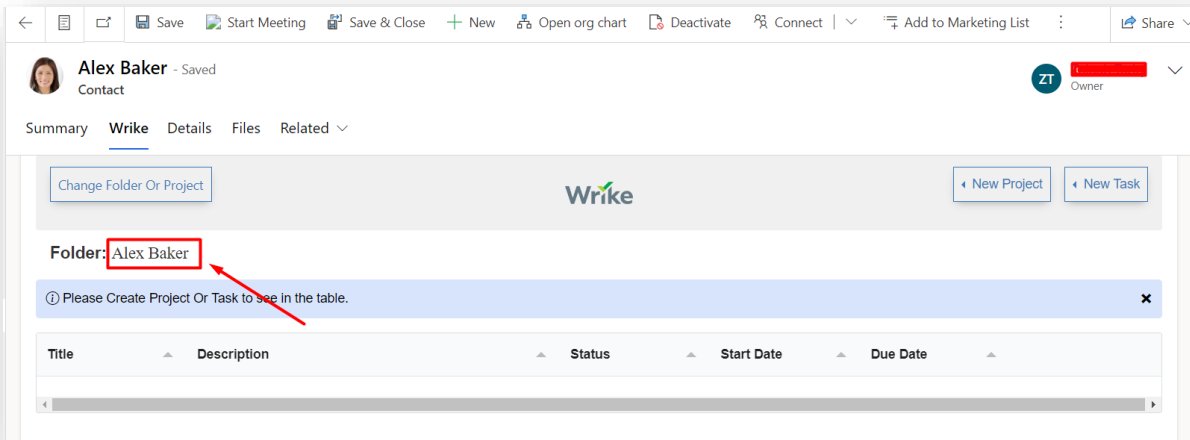 Save Start Meeting Save & Close New Open org chart Deactivate Connect Add to Marketing List Share
Alex Baker - Saved
Contact
ZT
Owner
Summary Wrike Details Files Related
Change Folder Or Project
Wrike
New Project
New Task
Folder: Alex Baker
Please Create Project Or Task to see in the table.
Title Description Status Start Date Due Date